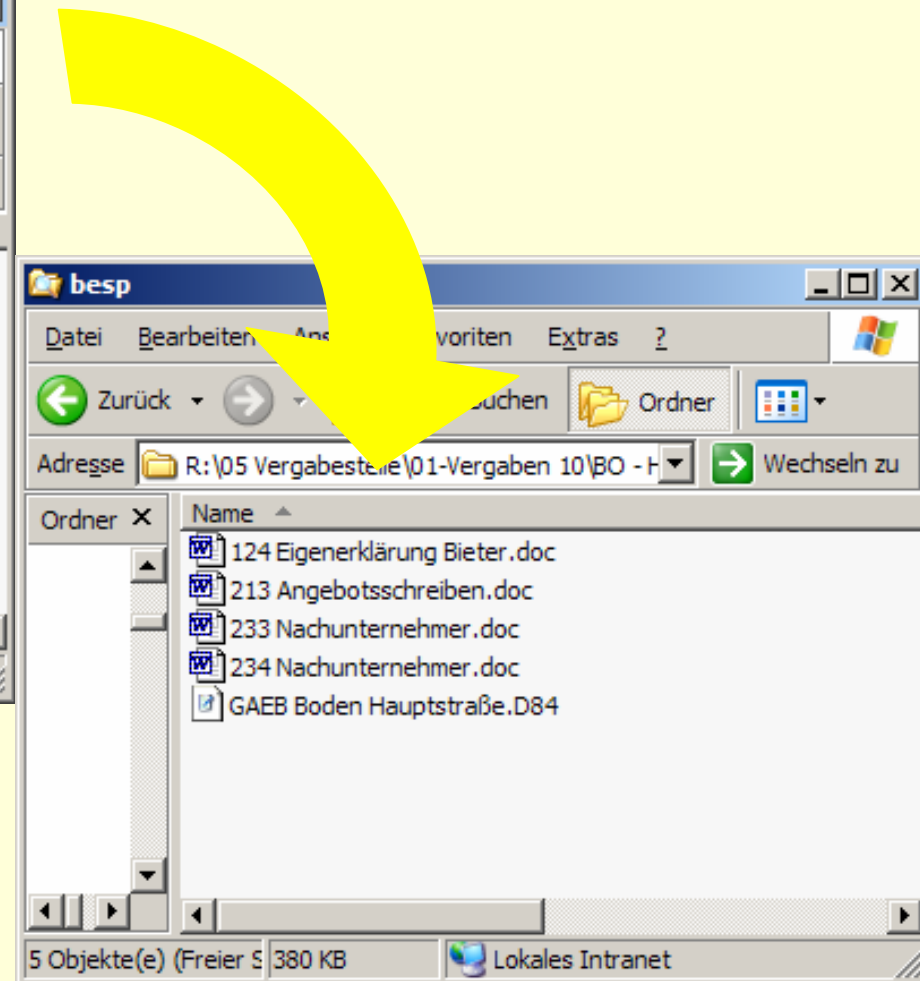 besp
Datei Bearbeiten Ans voriten Extras ?
Zurück Suchen Ordner
Adresse R:\05 Vergabestelle\01-Vergaben 10\BO - H Wechseln zu
Ordner Name
124 Eigenerklärung Bieter.doc
213 Angebotsschreiben.doc
233 Nachunternehmer.doc
234 Nachunternehmer.doc
GAEB Boden Hauptstraße.D84
5 Objekte(e) (Freier S 380 KB Lokales Intranet